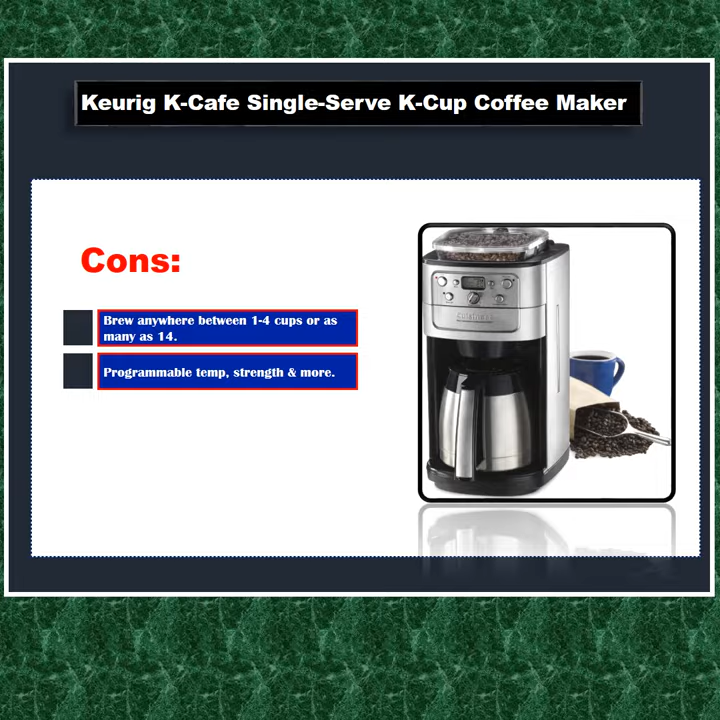 Keurig K-Cafe Single-Serve K-Cup Coffee Maker
Cons:
Brew anywhere between 1-4 cups or as
many as 14.
Programmable temp, strength & more.